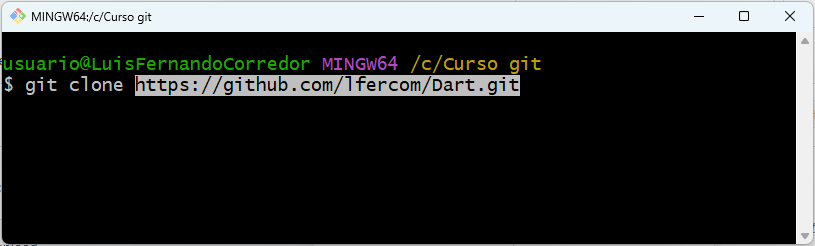 MINGW64:/c/Curso git
usuario@LuisFernandoCorredor MINGW64 /c/Curso git
$ git clone https://github.com/lfercom/Dart.git